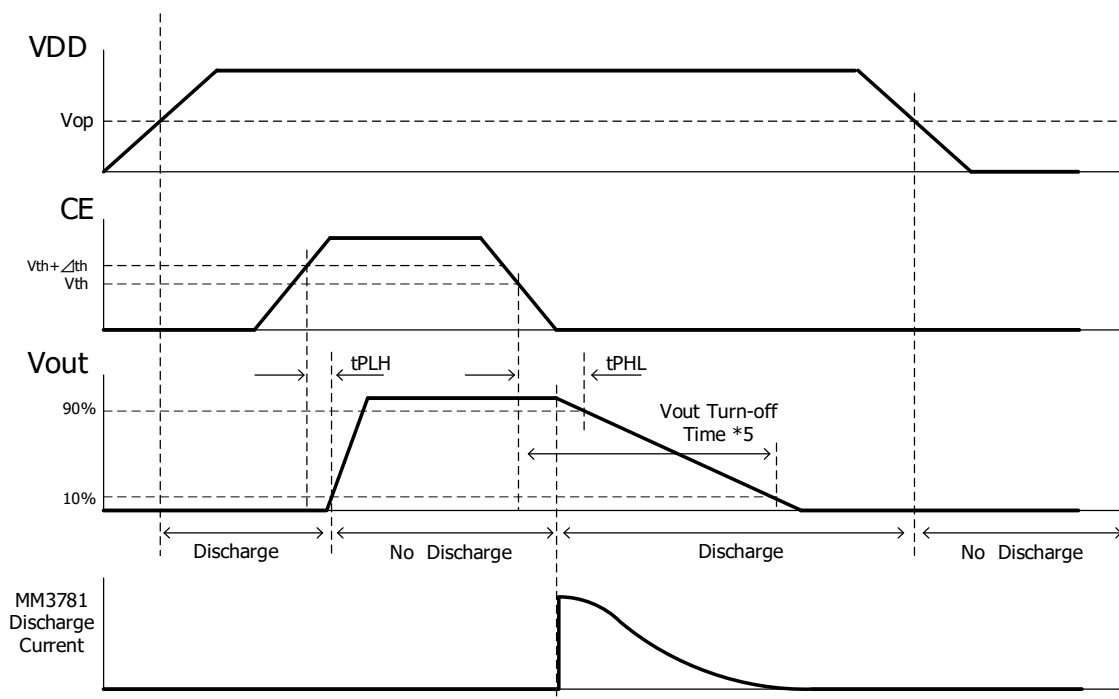 VDD
Vop
CE
Vth+⊿th
Vth
Vout
tPLH
tPHL
90%
Vout Turn-off
Time *5
10%
Discharge
No Discharge
Discharge
No Discharge
MM3781
Discharge
Current